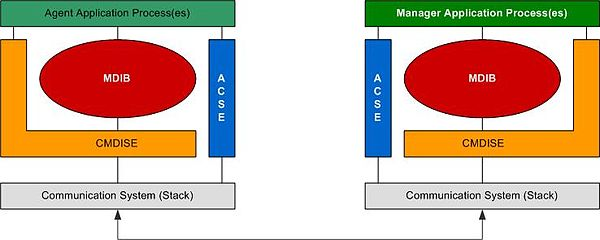 Agent Application Process(es)
Manager Application Process(es)
MDIB
A
C
S
E
CMDISE
Communication System (Stack)
A
C
S
E
MDIB
CMDISE
Communication System (Stack)